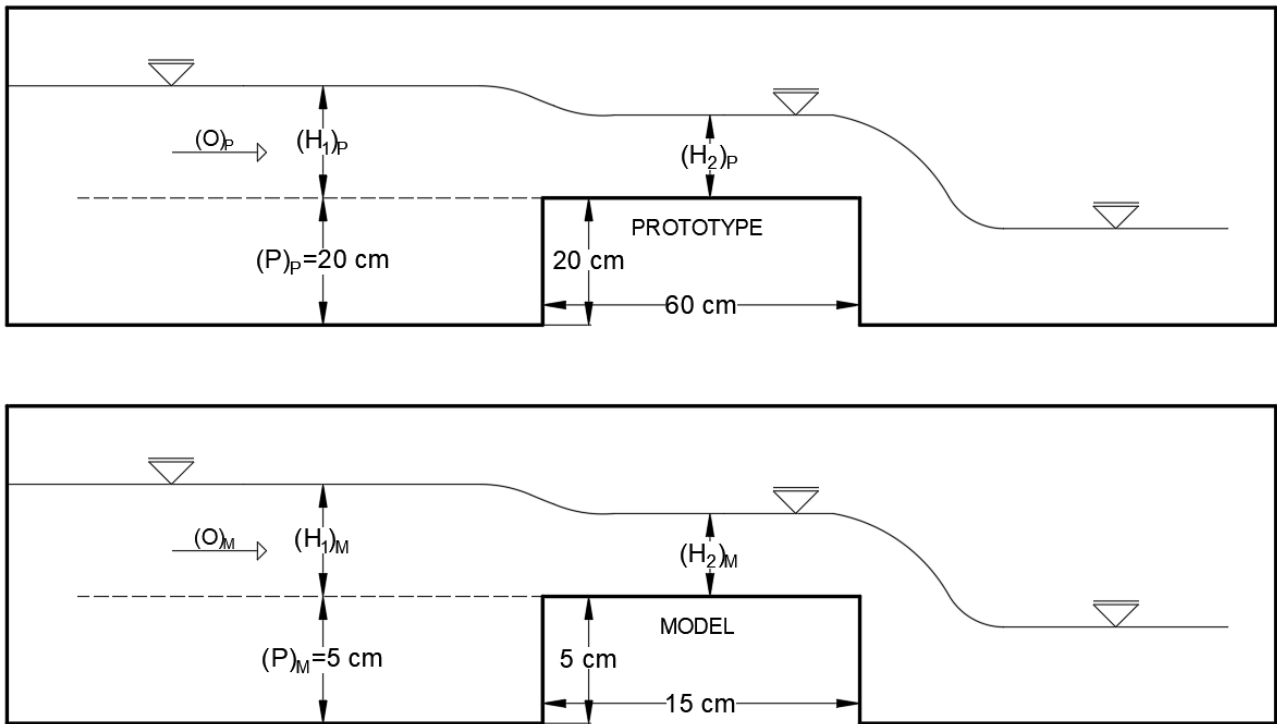 (O)P
(H1)P
(H2)P
PROTOTYPE
(P)P=20 cm
20 cm
60 cm
(O)M
(H1)M
(H2)M
MODEL
(P)M=5 cm
5 cm
15 cm